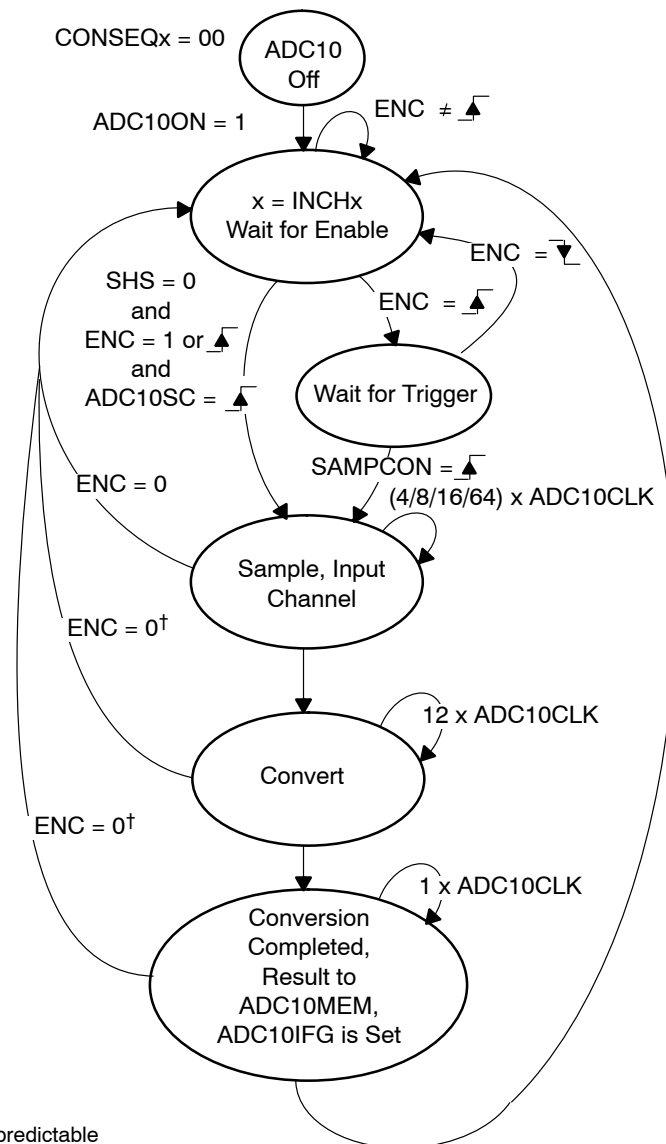 CONSEQx = 00
ADC10
Off
ADC10ON = 1
ENC ≠
x = INCHx
Wait for Enable
ENC =
SHS = 0
and
ENC = 1 or
and
ADC10SC =
ENC =
Wait for Trigger
SAMPCON =
(4/8/16/64) x ADC10CLK
ENC = 0
Sample, Input
Channel
ENC = 0†
12 x ADC10CLK
Convert
ENC = 0†
1 x ADC10CLK
Conversion
Completed,
Result to
ADC10MEM,
ADC10IFG is Set